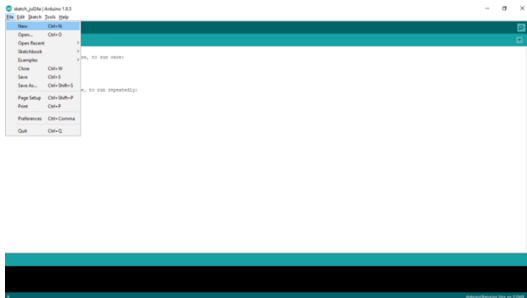 sketch_jul24a | Arduino 1.8.5
File Edit Sketch Tools Help
New Ctrl+N
Open... Ctrl+O
Open Recent
Sketchbook
Examples
Close Ctrl+W
Save Ctrl+S
Save As... Ctrl+Shift+S
Page Setup Ctrl+Shift+P
Print Ctrl+P
Preferences Ctrl+Comma
Quit Ctrl+Q
re, to run once:
e, to run repeatedly: